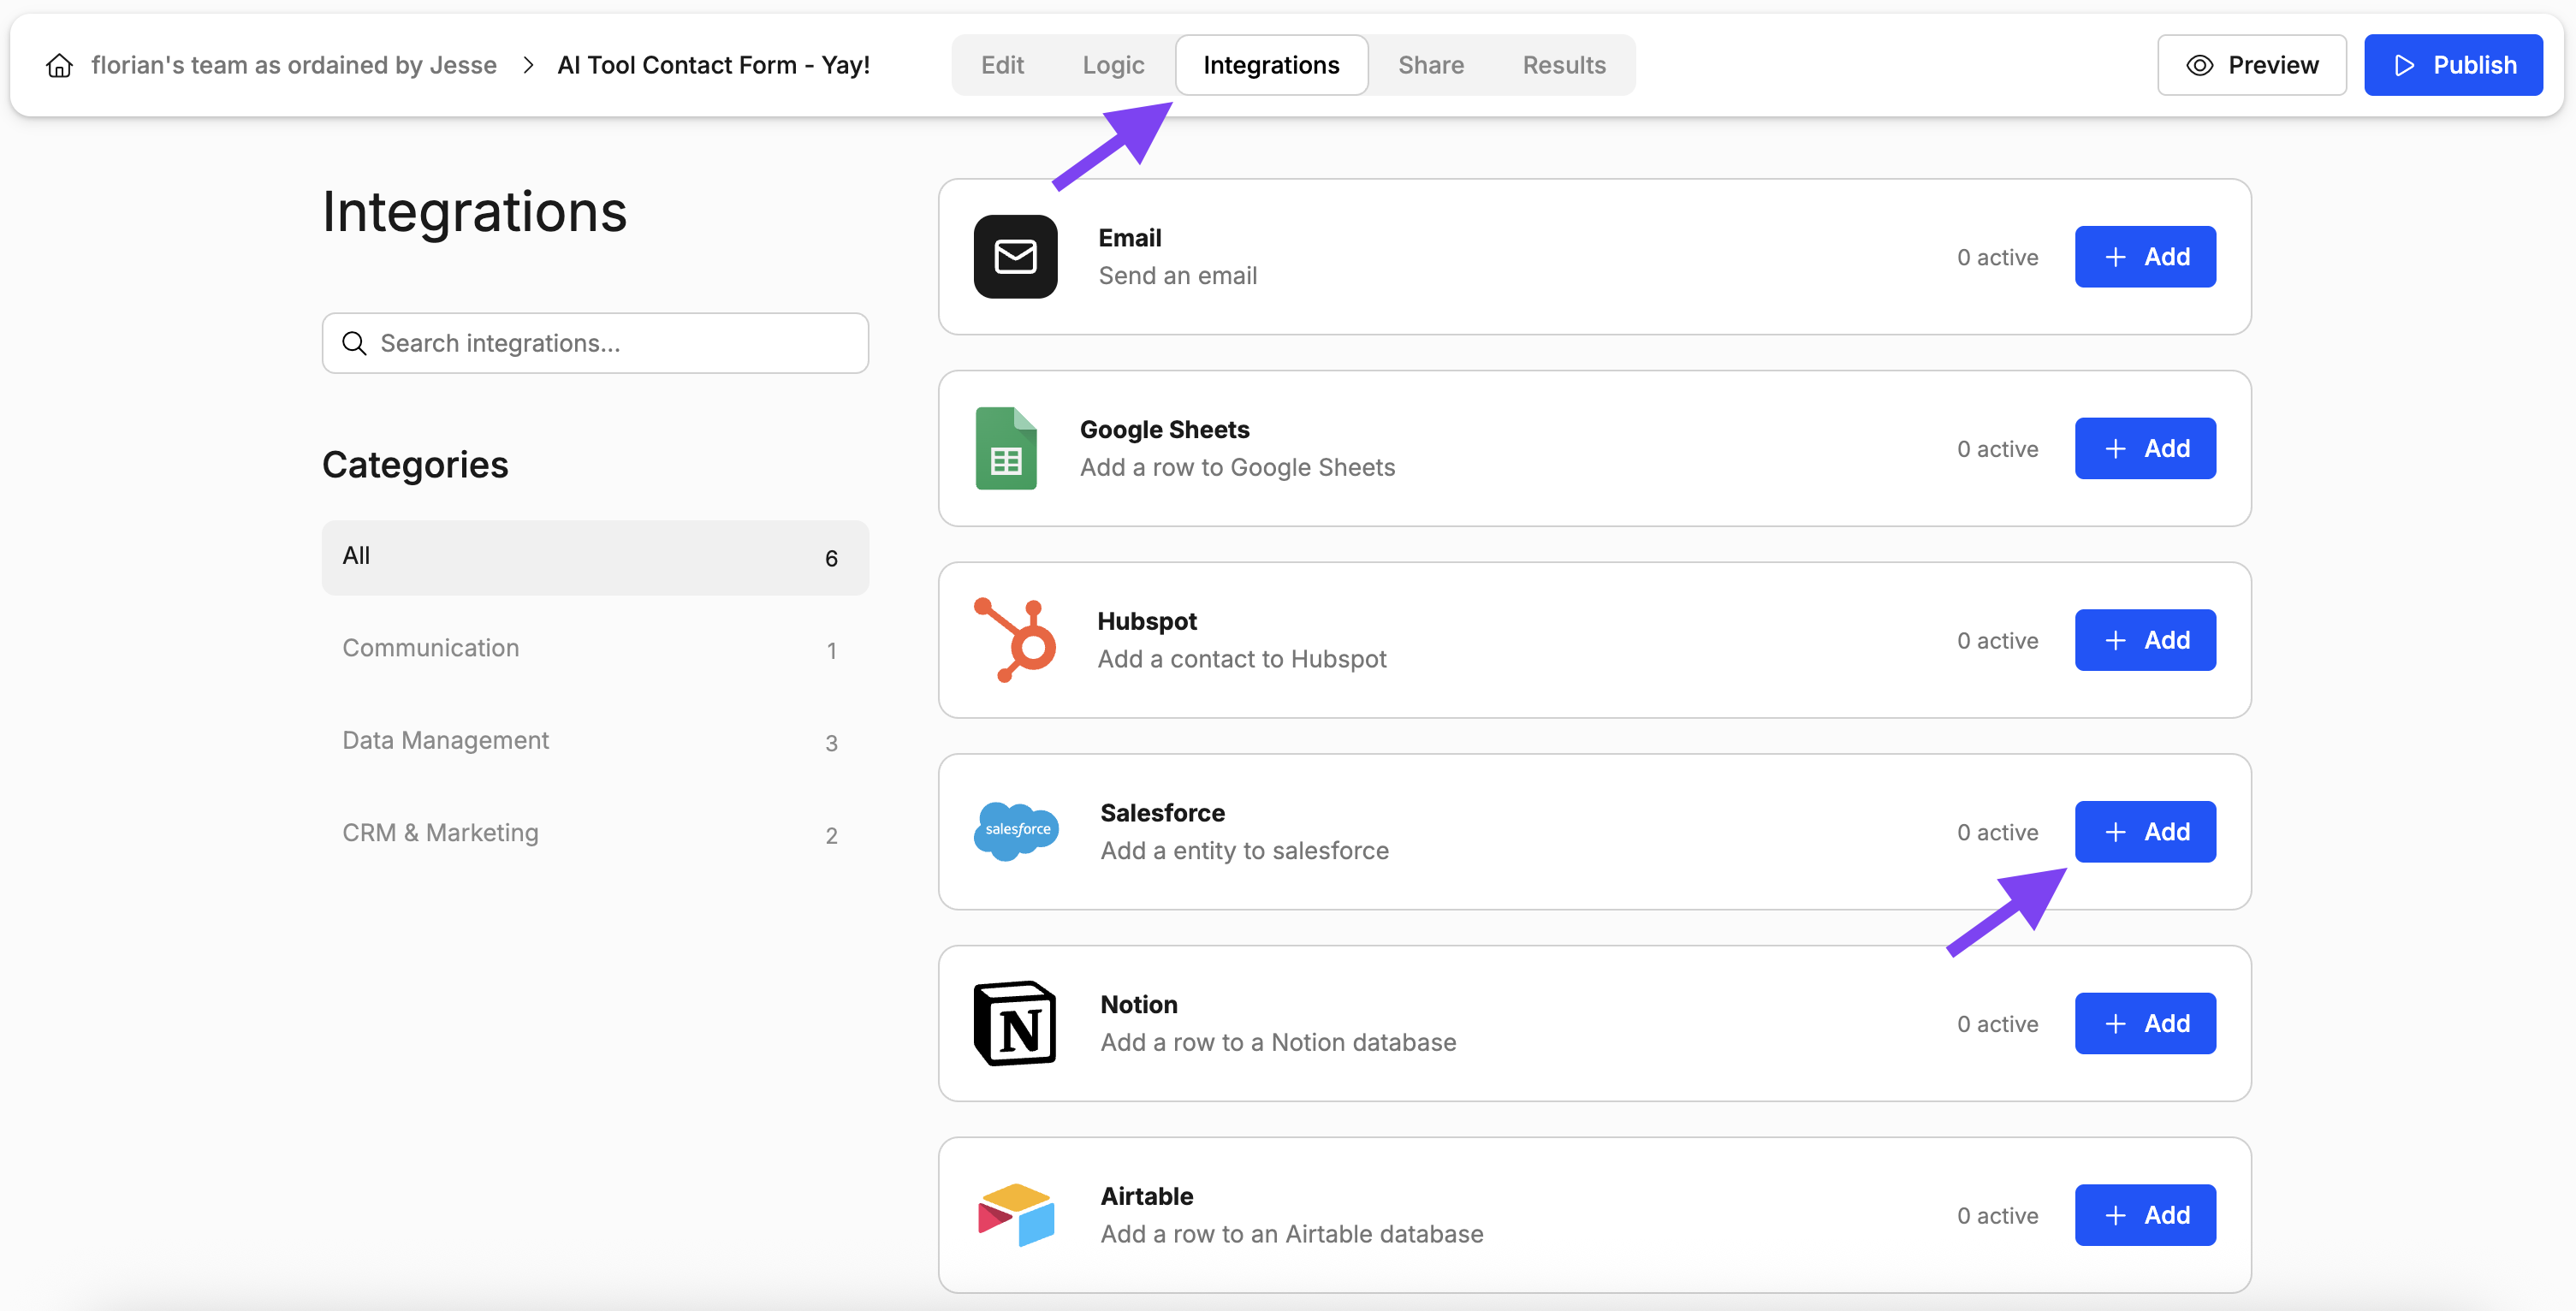 florian's team as ordained by Jesse > AI Tool Contact Form - Yay!
Edit Logic Integrations Share Results
Preview Publish
Integrations
Search integrations...
Categories
All 6
Communication 1
Data Management 3
CRM & Marketing 2
Email
Send an email
0 active + Add
Google Sheets
Add a row to Google Sheets
0 active + Add
Hubspot
Add a contact to Hubspot
0 active + Add
salesforce
Salesforce
Add a entity to salesforce
0 active + Add
N
Notion
Add a row to a Notion database
0 active + Add
Airtable
Add a row to an Airtable database
0 active + Add